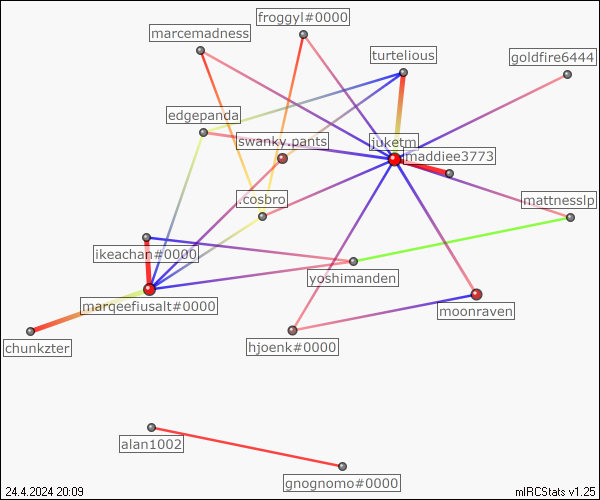 froggyl#0000
marcemadness
turtelious
goldfire6444
edgepanda
swanky.pants
juketm
maddiee3773
.cosbro
mattnesslp
ikeachan#0000
yoshimanden
marqeefiusalt#0000
moonraven
chunkzter
hjoenk#0000
alan1002
gnognomo#0000
24.4.2024 20:09
mIRCStats v1.25